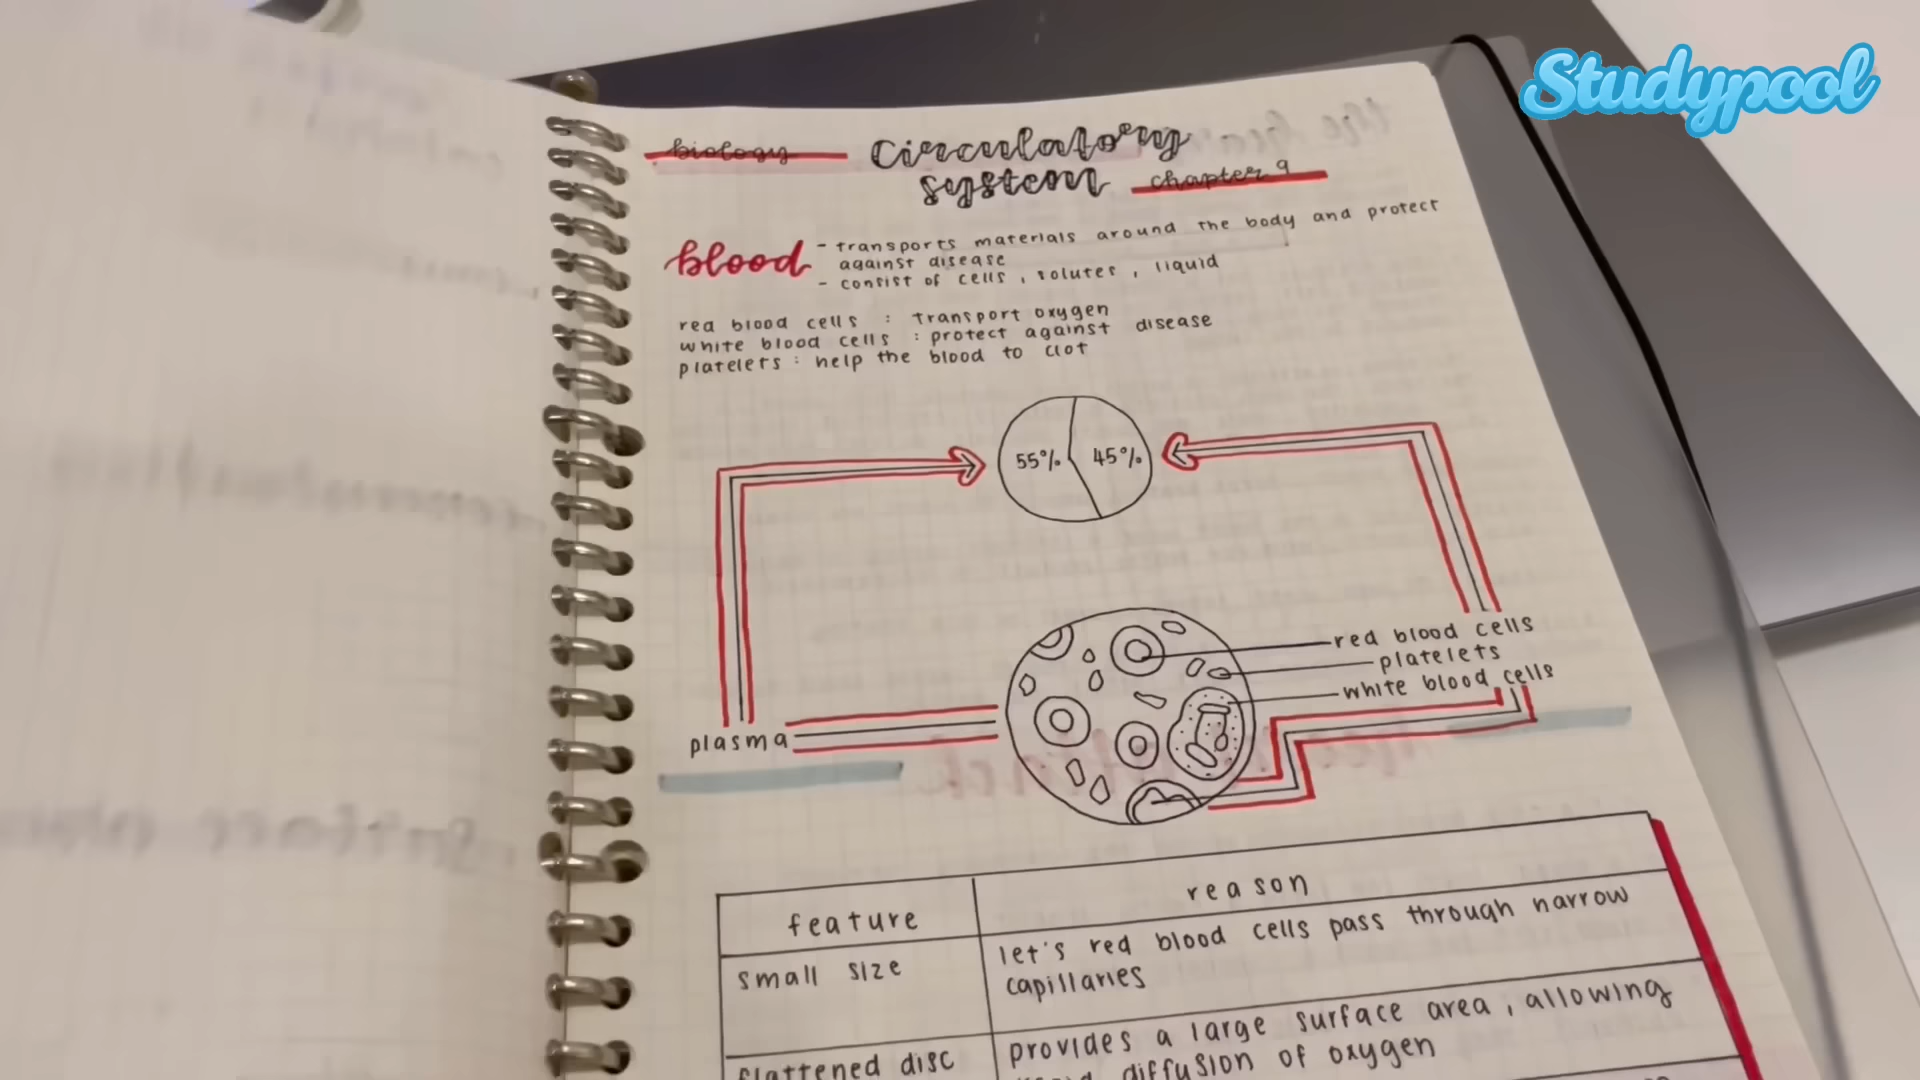 Studypool
biology
Circulatory
system chapter 9
blood - transports materials around the body and protect
against disease
- consist of cells , solutes , liquid
red blood cells : transport oxygen
white blood cells : protect against disease
platelets : help the blood to clot
55% 45%
red blood cells
platelets
white blood cells
plasma
feature reason
small size let's red blood cells pass through narrow
capillaries
flattened disc provides a large surface area , allowing
diffusion of oxygen